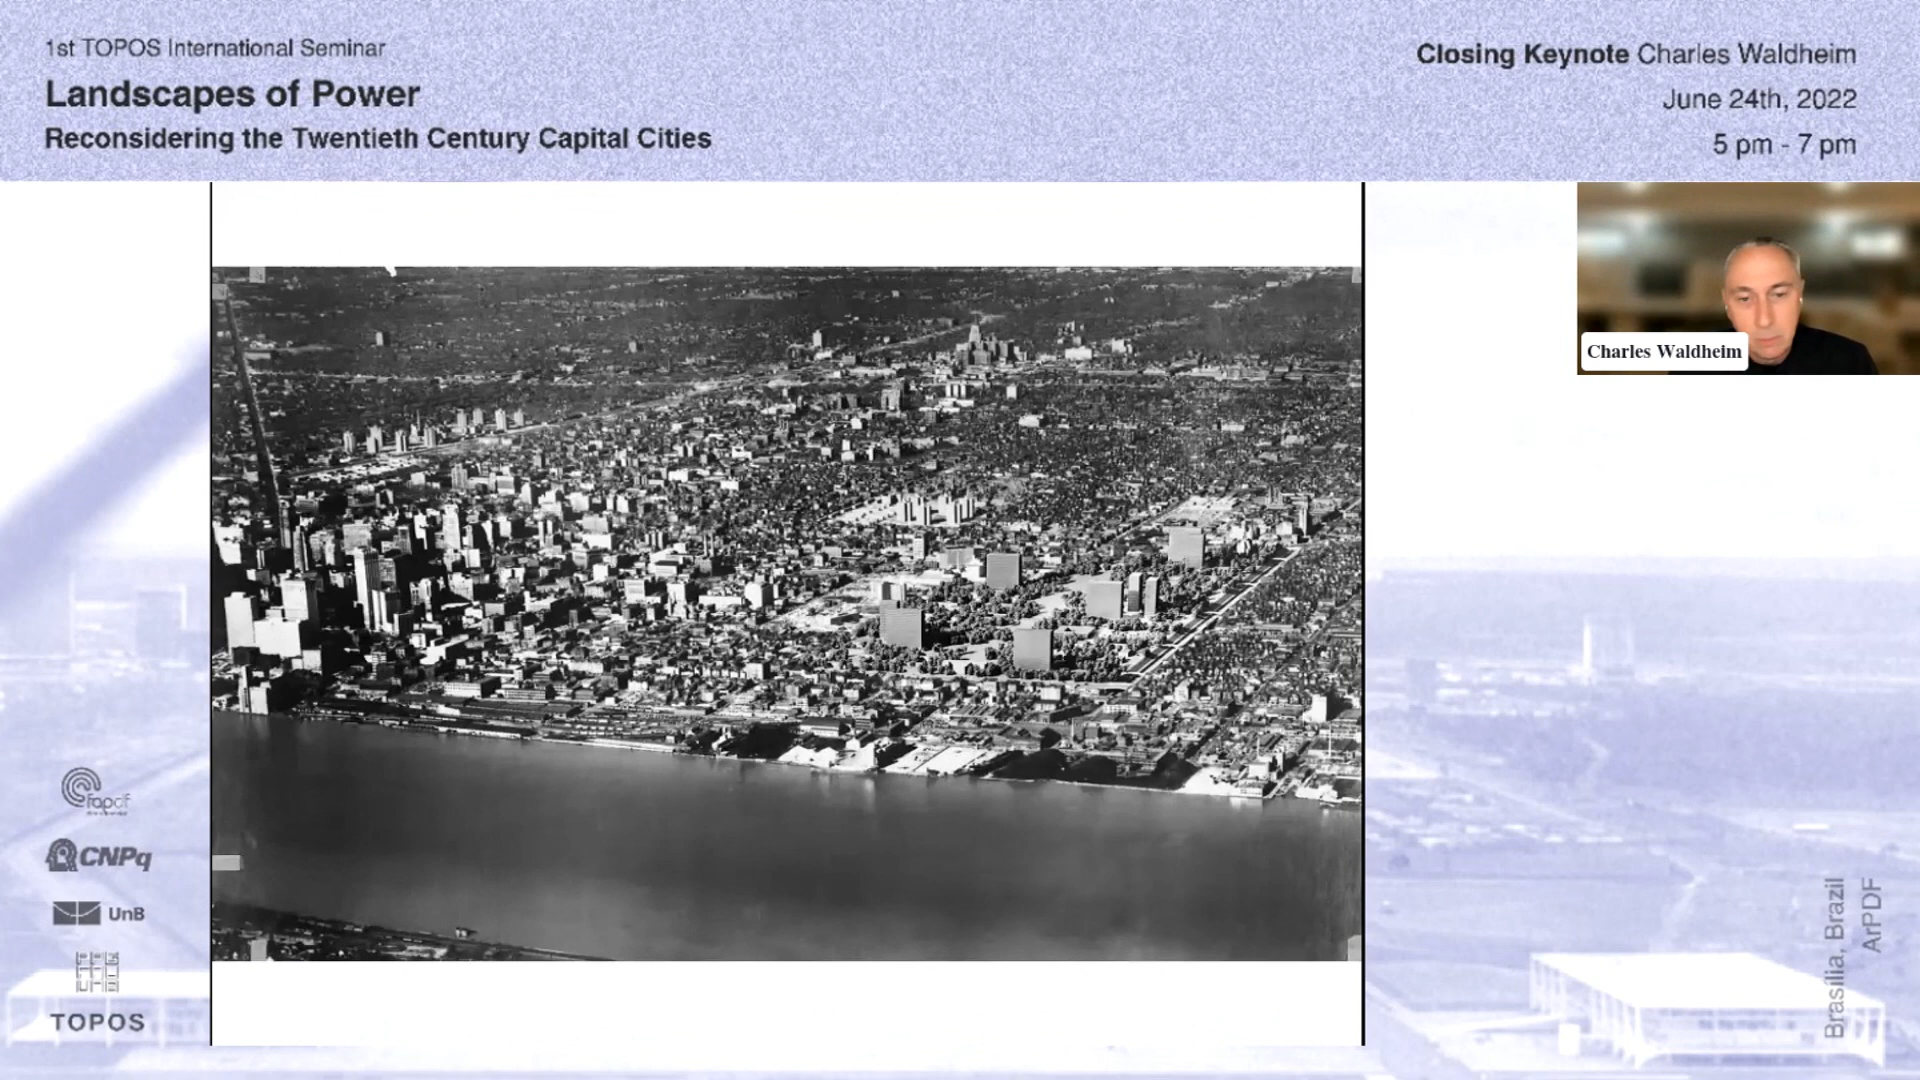 1st TOPOS International Seminar
Landscapes of Power
Reconsidering the Twentieth Century Capital Cities
Closing Keynote Charles Waldheim
June 24th, 2022
5 pm - 7 pm
Charles Waldheim
fapdf
CNPq
UnB
TOPOS
Brasília, Brazil
ArPDF